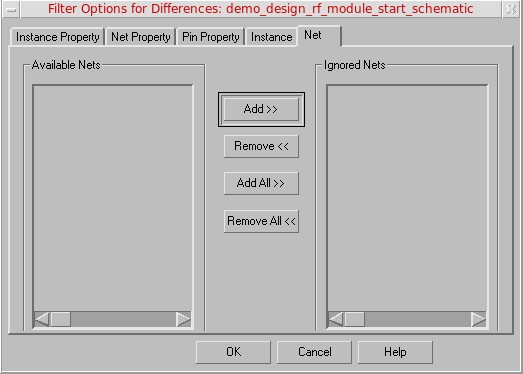 Filter Options for Differences: demo_design_rf_module_start_schematic
Instance Property Net Property Pin Property Instance Net
Available Nets Ignored Nets
Add >>
Remove <<
Add All >>
Remove All <<
OK Cancel Help